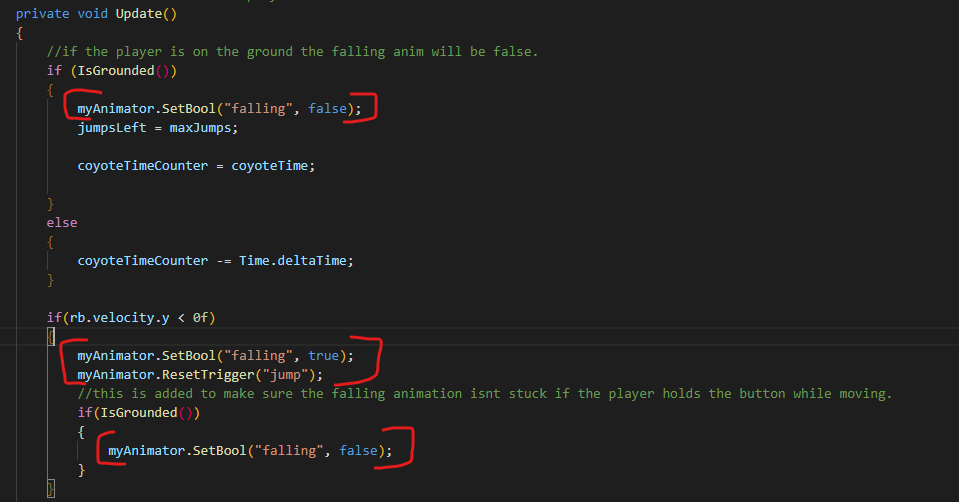 private void Update()
{
//if the player is on the ground the falling anim will be false.
if (IsGrounded())
{
myAnimator.SetBool("falling", false);
jumpsLeft = maxJumps;
coyoteTimeCounter = coyoteTime;
}
else
{
coyoteTimeCounter -= Time.deltaTime;
}
if(rb.velocity.y < 0f)
{
myAnimator.SetBool("falling", true);
myAnimator.ResetTrigger("jump");
//this is added to make sure the falling animation isnt stuck if the player holds the button while moving.
if(IsGrounded())
{
myAnimator.SetBool("falling", false);
}
}